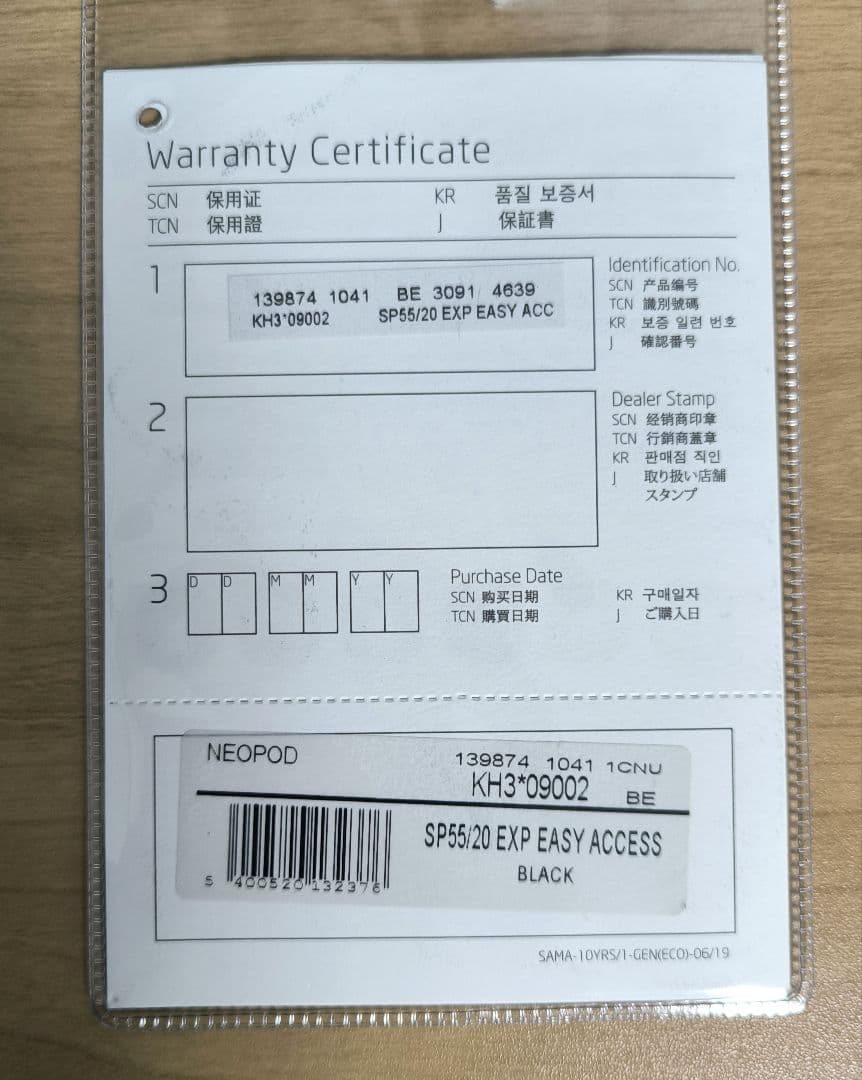 Warranty Certificate
SCN 保用证 KR 품질 보증서
TCN 保用證 J 保証書
1
139874 1041 BE 3091 4639
KH3*09002 SP55/20 EXP EASY ACC
Identification No.
SCN 产品编号
TCN 識別號碼
KR 보증 일련 번호
J 確認番号
2
Dealer Stamp
SCN 经销商印章
TCN 行銷商蓋章
KR 판매점 직인
J 取り扱い店舗
スタンプ
3
D D M M Y Y
Purchase Date
SCN 购买日期 KR 구매일자
TCN 購買日期 J ご購入日
NEOPOD 139874 1041 1CNU
KH3*09002 BE
SP55/20 EXP EASY ACCESS
BLACK
5 400520 132376
SAMA-10YRS/1-GEN(ECO)-06/19